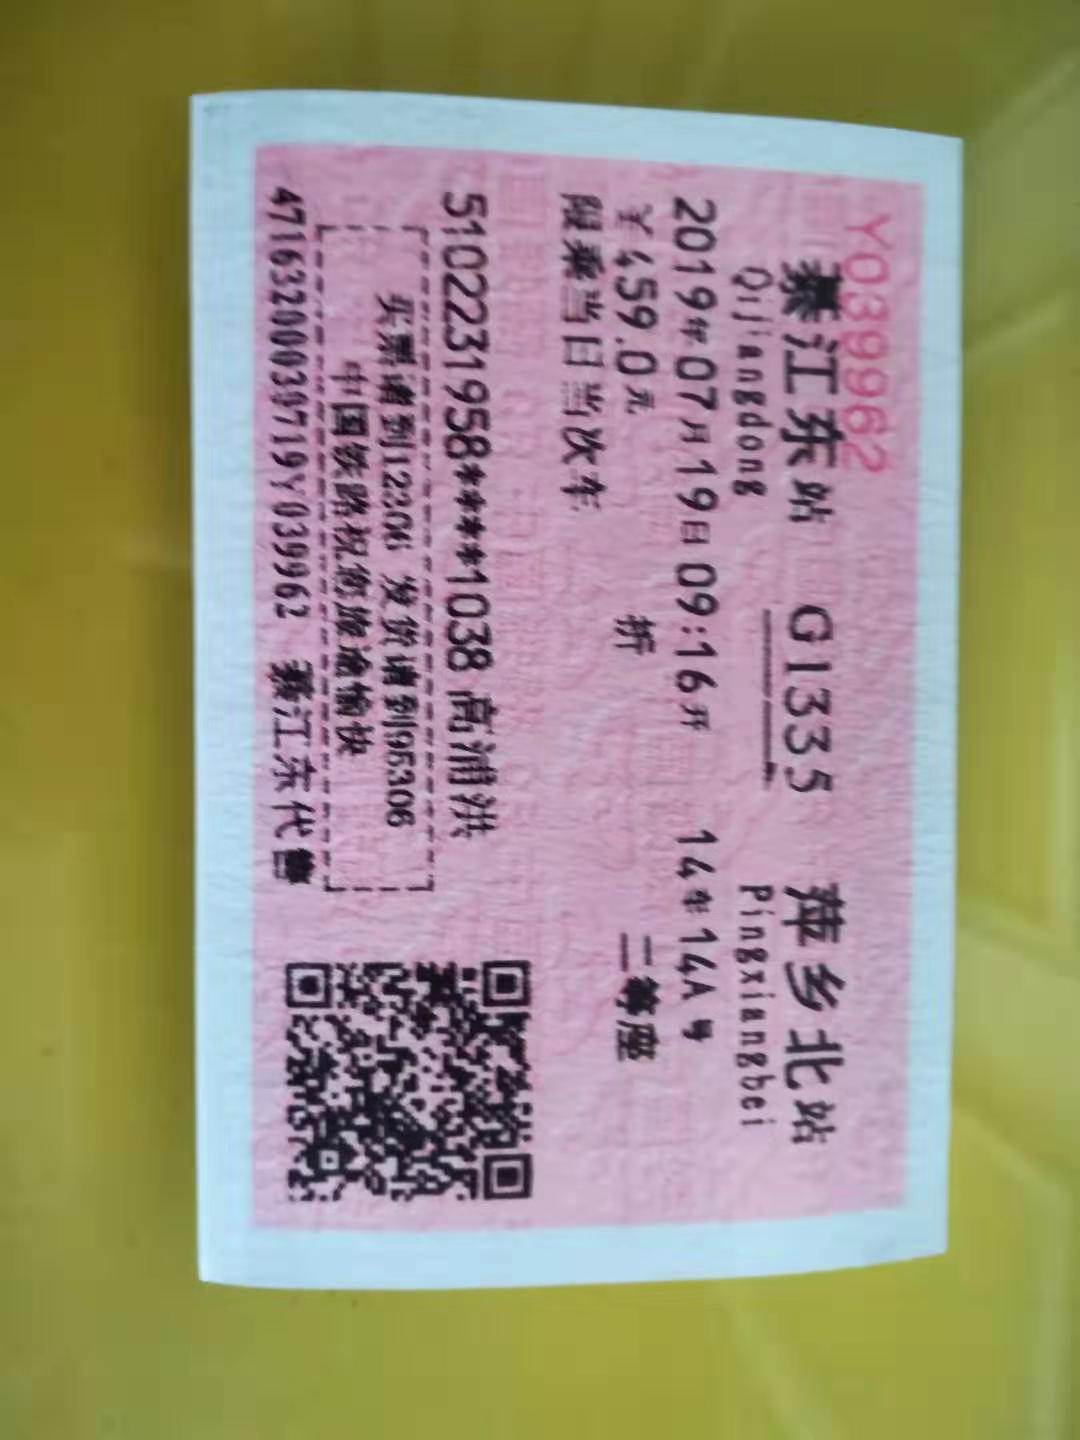 Y039962
綦江东站 G1335 萍乡北站
Qijiangdong Pingxiangbei
2019年07月19日09:16开 14车14A号
￥459.0元 折 二等座
限乘当日当次车
5102231958****1038 高浦洪
买票请到12306 发货请到95306
中国铁路祝您旅途愉快
47163200039719Y039962 綦江东代售